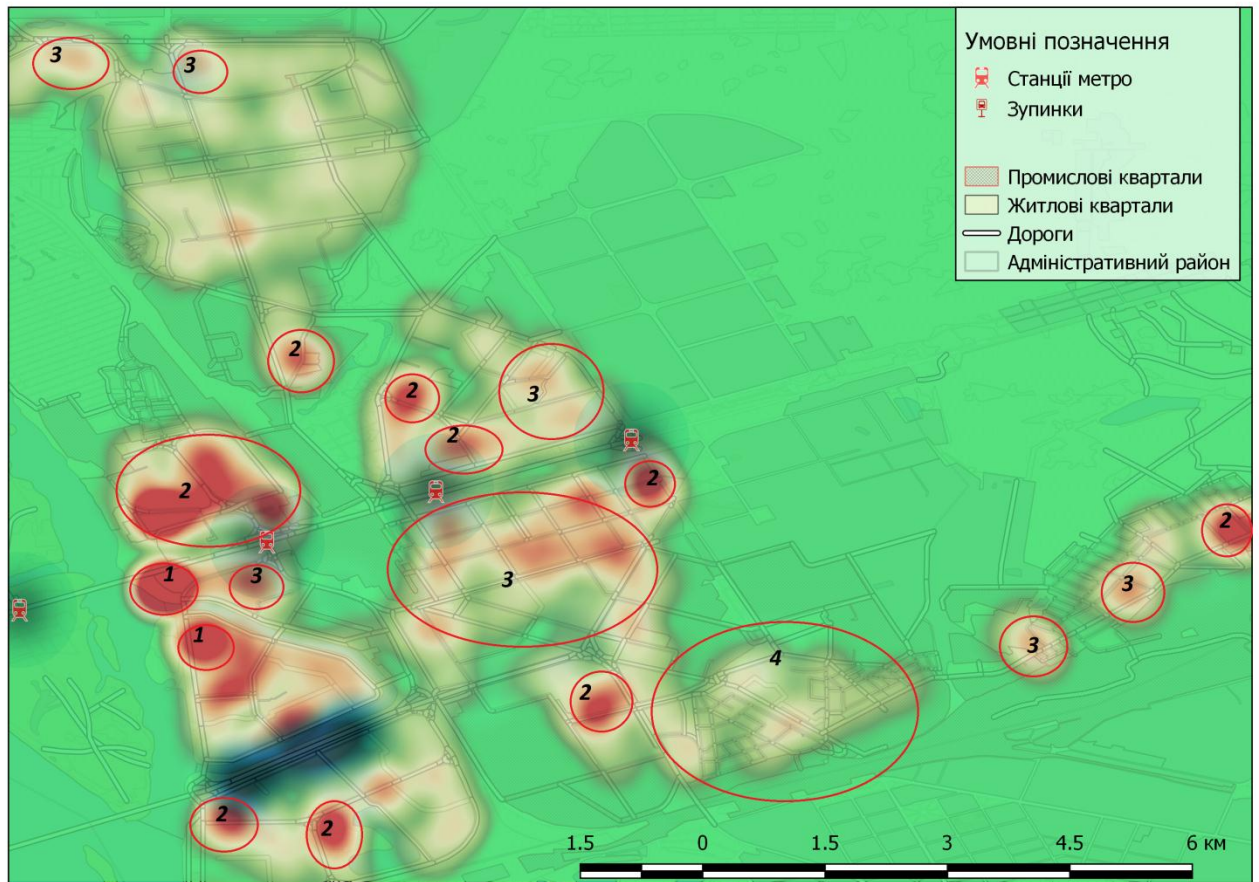 Умовні позначення
Станції метро
Зупинки
Промислові квартали
Житлові квартали
Дороги
Адміністративний район
3
3
2
2
3
2
2
2
3
1
3
2
3
3
1
4
2
2
2
1.5 0 1.5 3 4.5 6 км